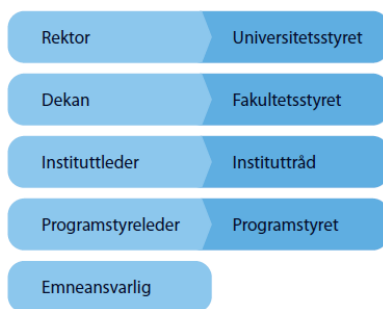 Rektor Universitetsstyret
Dekan Fakultetsstyret
Instituttleder Instituttråd
Programstyreleder Programstyret
Emneansvarlig